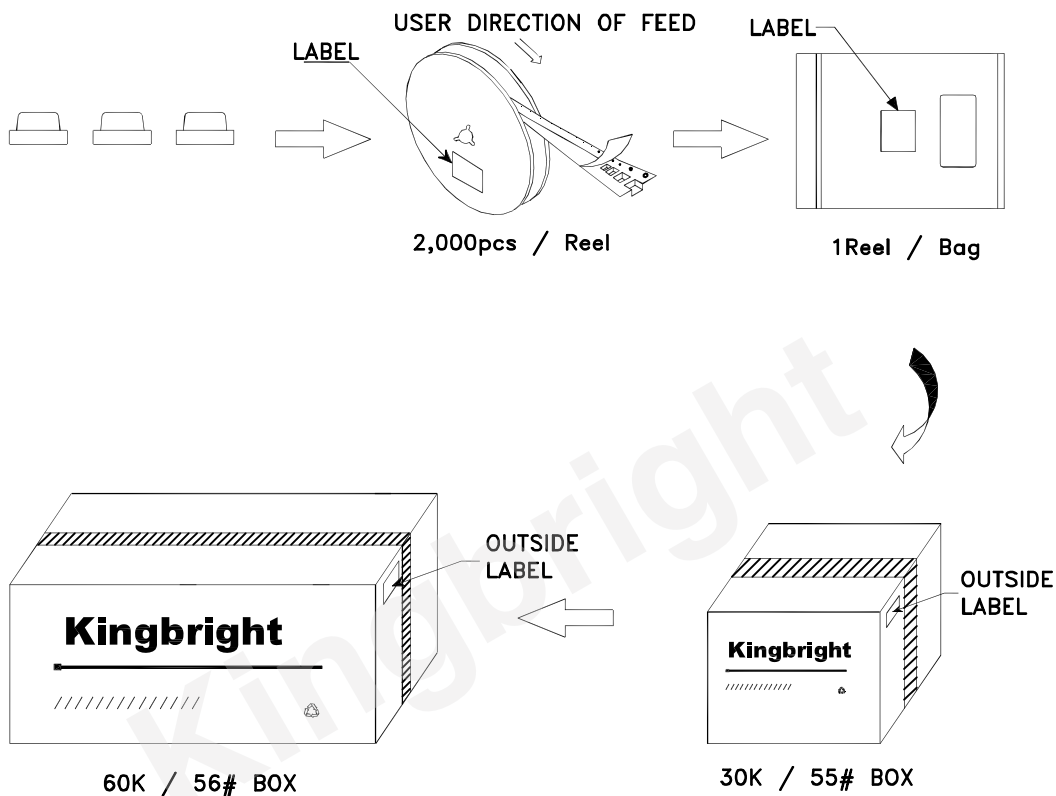 USER DIRECTION OF FEED
LABEL
LABEL
2,000pcs / Reel
1Reel / Bag
OUTSIDE
LABEL
OUTSIDE
LABEL
Kingbright
Kingbright
60K / 56# BOX
30K / 55# BOX
Kingbright